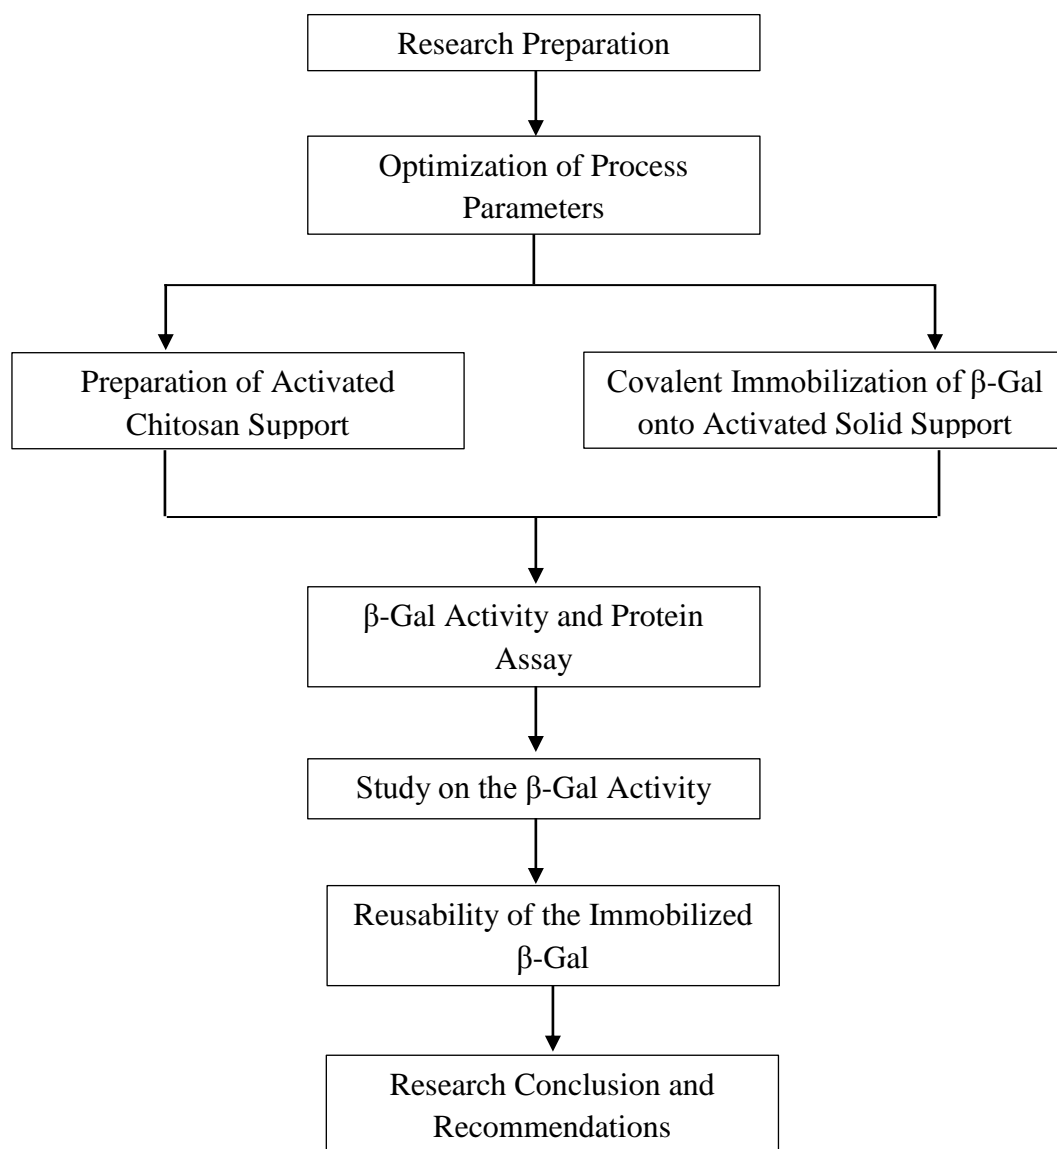 Research Preparation
Optimization of Process
Parameters
Preparation of Activated
Chitosan Support
Covalent Immobilization of β-Gal
onto Activated Solid Support
β-Gal Activity and Protein
Assay
Study on the β-Gal Activity
Reusability of the Immobilized
β-Gal
Research Conclusion and
Recommendations